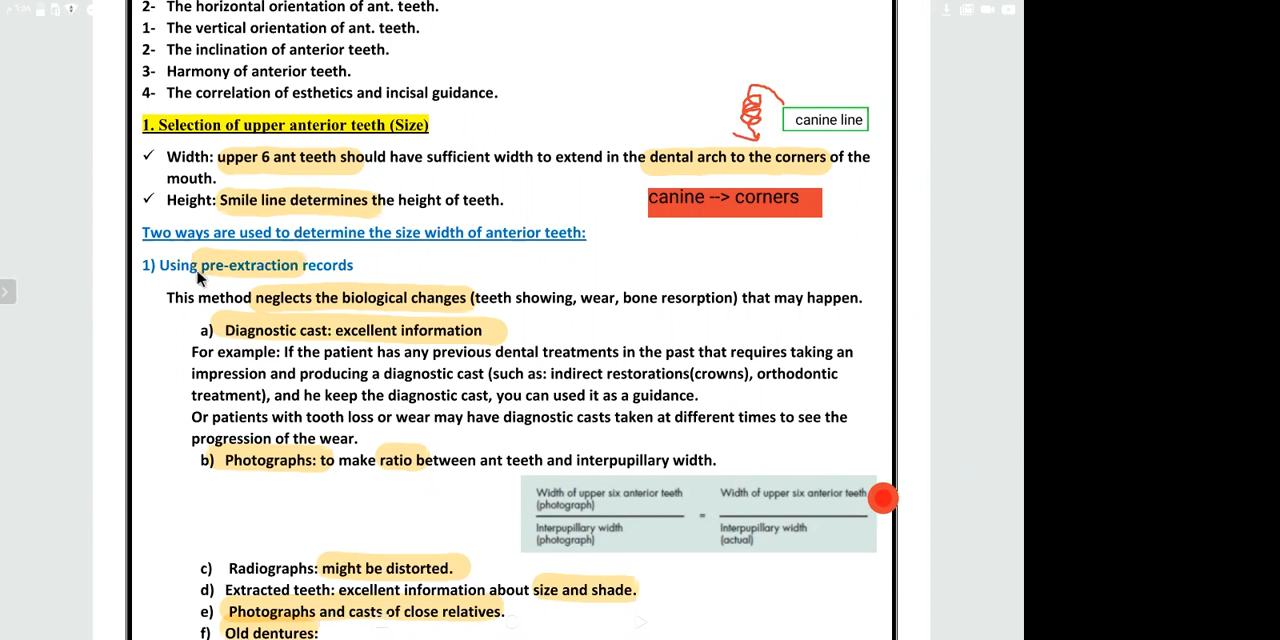 2- The horizontal orientation of ant. teeth.
1- The vertical orientation of ant. teeth.
2- The inclination of anterior teeth.
3- Harmony of anterior teeth.
4- The correlation of esthetics and incisal guidance.
canine line
1. Selection of upper anterior teeth (Size)
✓ Width: upper 6 ant teeth should have sufficient width to extend in the dental arch to the corners of the
mouth.
✓ Height: Smile line determines the height of teeth.
canine --> corners
Two ways are used to determine the size width of anterior teeth:
1) Using pre-extraction records
This method neglects the biological changes (teeth showing, wear, bone resorption) that may happen.
a) Diagnostic cast: excellent information
For example: If the patient has any previous dental treatments in the past that requires taking an
impression and producing a diagnostic cast (such as: indirect restorations(crowns), orthodontic
treatment), and he keep the diagnostic cast, you can used it as a guidance.
Or patients with tooth loss or wear may have diagnostic casts taken at different times to see the
progression of the wear.
b) Photographs: to make ratio between ant teeth and interpupillary width.
Width of upper six anterior teeth
(photograph)
Interpupillary width
(photograph)
=
Width of upper six anterior teeth
Interpupillary width
(actual)
c) Radiographs: might be distorted.
d) Extracted teeth: excellent information about size and shade.
e) Photographs and casts of close relatives.
f) Old dentures: